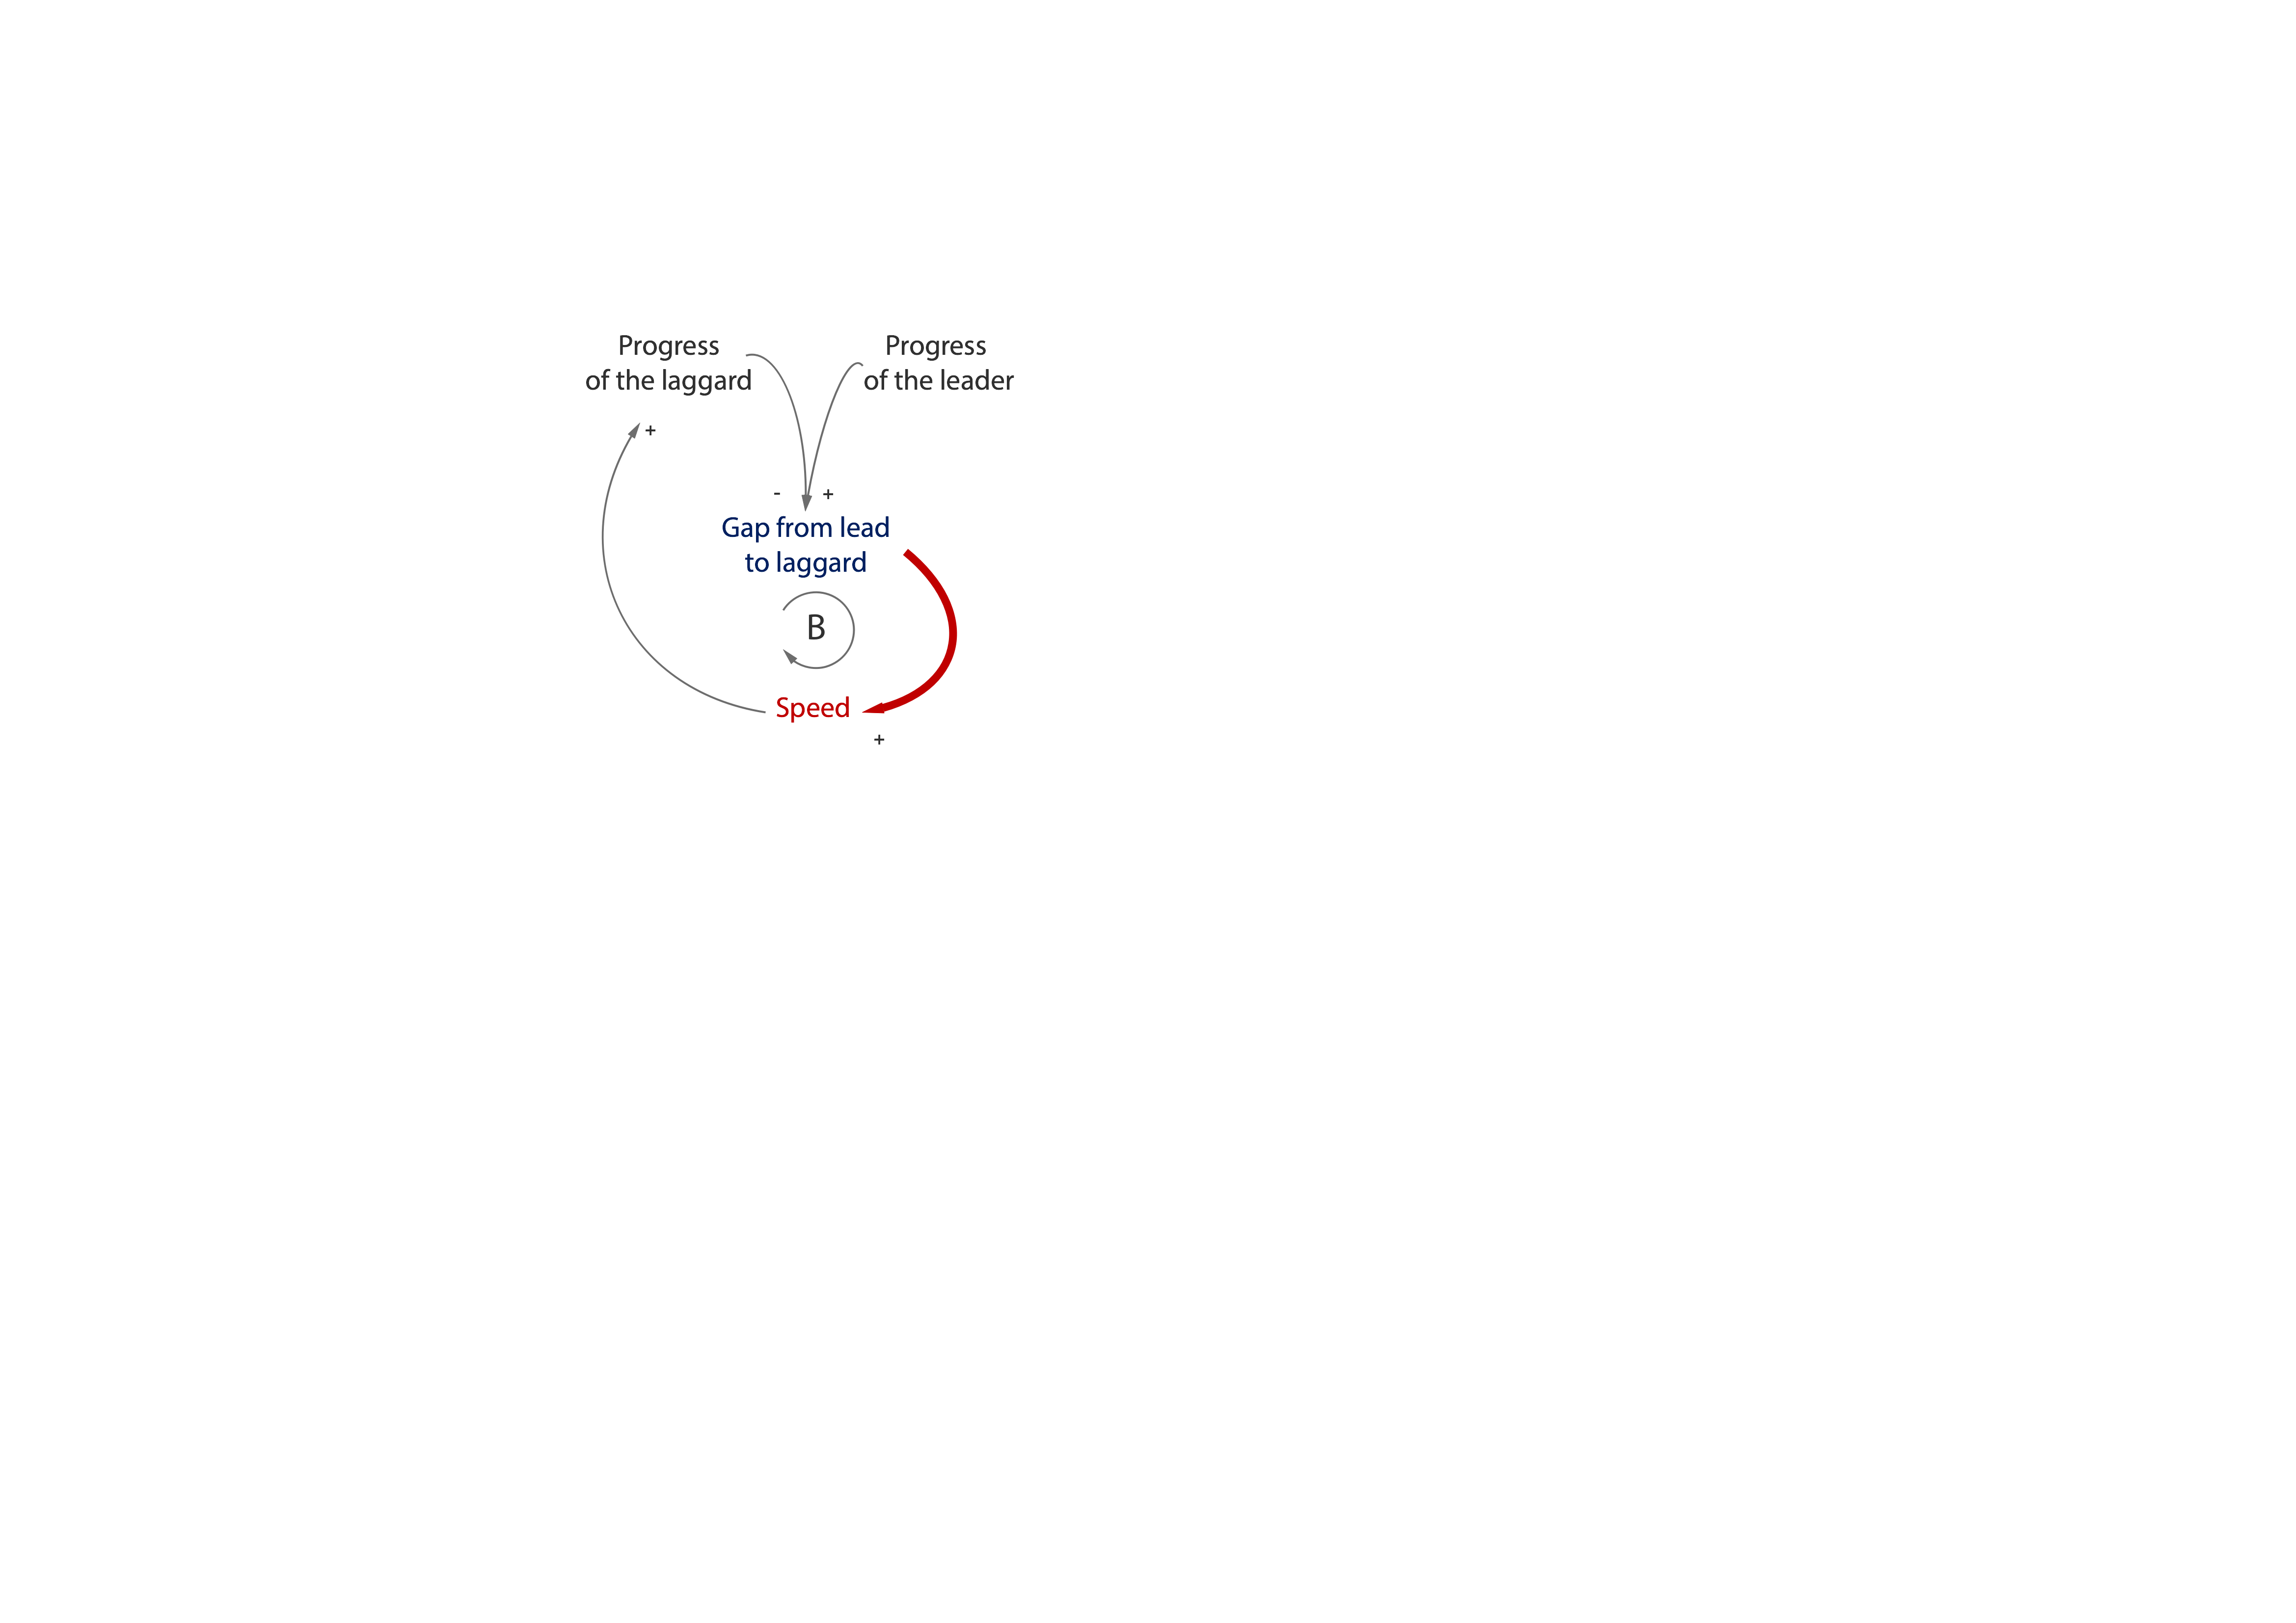 Progress
of the laggard
Progress
of the leader
+
- +
Gap from lead
to laggard
B
Speed
+